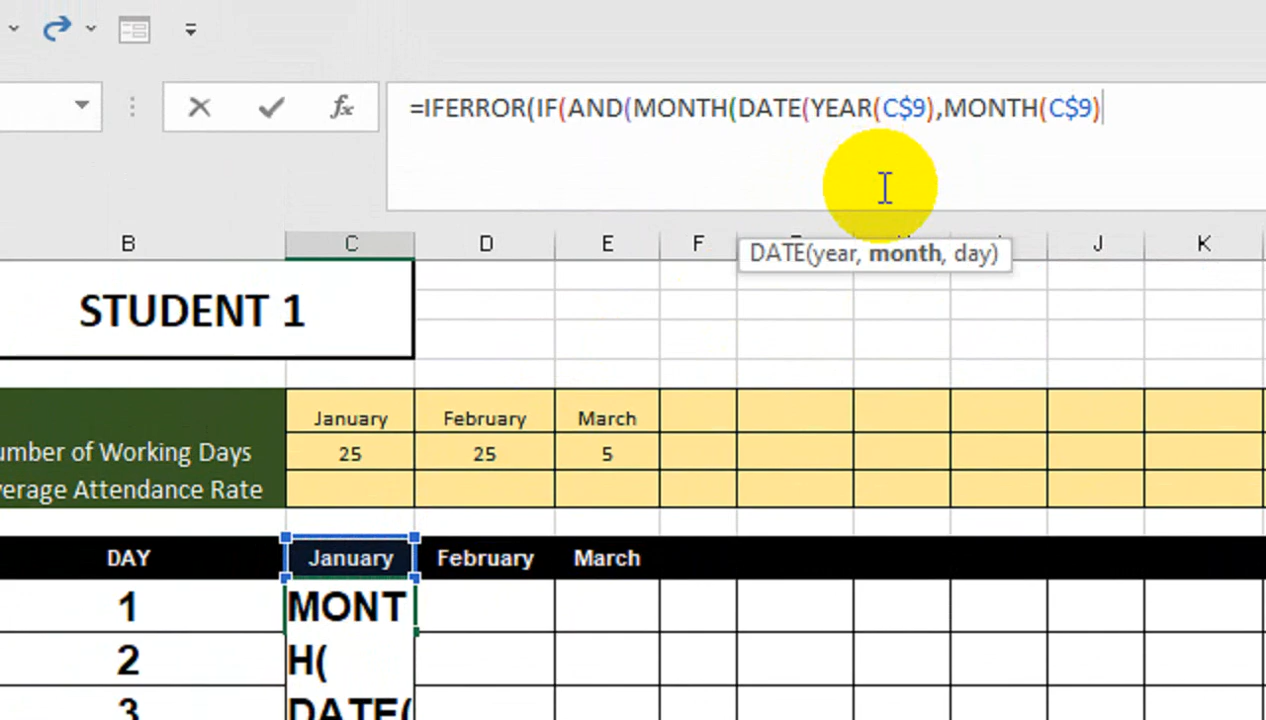 =IFERROR(IF(AND(MONTH(DATE(YEAR(C$9),MONTH(C$9)
B C D E F J K
DATE(year, month, day)
STUDENT 1
January February March
umber of Working Days 25 25 5
verage Attendance Rate
DAY January February March
1 MONT
2 H(
3 DATE(